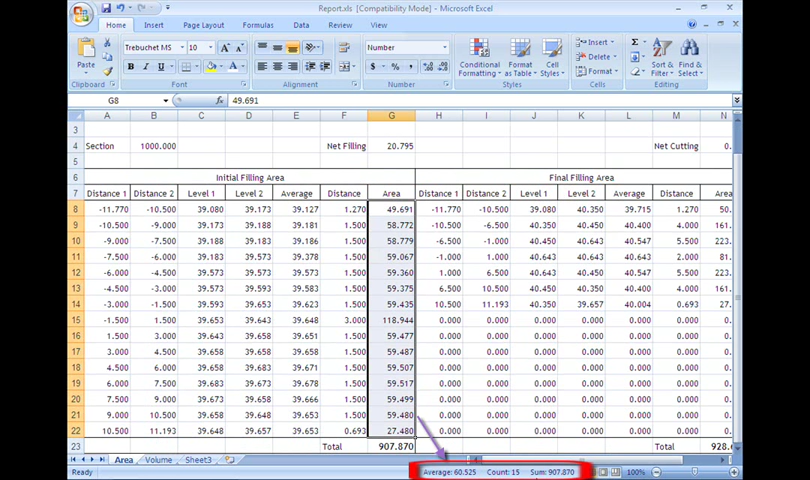 Report.xls [Compatibility Mode] - Microsoft Excel
Home Insert Page Layout Formulas Data Review View
Paste Trebuchet MS 10 Number Conditional Formatting Format as Table Cell Styles Insert Delete Format Sort & Filter Find & Select
B I U $ % ,
Clipboard Font Alignment Number Styles Cells Editing
G8 fx 49.691
A B C D E F G H I J K L M N
3
4 Section 1000.000 Net Filling 20.795 Net Cutting 0.
5
6 Initial Filling Area Final Filling Area
7 Distance 1 Distance 2 Level 1 Level 2 Average Distance Area Distance 1 Distance 2 Level 1 Level 2 Average Distance Area
8 -11.770 -10.500 39.080 39.173 39.127 1.270 49.691 -11.770 -10.500 39.080 40.350 39.715 1.270 50.
9 -10.500 -9.000 39.173 39.188 39.181 1.500 58.772 -10.500 -6.500 40.350 40.450 40.400 4.000 161.
10 -9.000 -7.500 39.188 39.183 39.186 1.500 58.779 -6.500 -1.000 40.450 40.643 40.547 5.500 223.
11 -7.500 -6.000 39.183 39.573 39.378 1.500 59.067 -1.000 1.000 40.643 40.643 40.643 2.000 81.
12 -6.000 -4.500 39.573 39.573 39.573 1.500 59.360 1.000 6.500 40.643 40.450 40.547 5.500 223.
13 -4.500 -3.000 39.573 39.593 39.583 1.500 59.375 6.500 10.500 40.450 40.350 40.400 4.000 161.
14 -3.000 -1.500 39.593 39.653 39.623 1.500 59.435 10.500 11.193 40.350 39.657 40.004 0.693 27.
15 -1.500 1.500 39.653 39.643 39.648 3.000 118.944 0.000 0.000 0.000 0.000 0.000 0.000 0.
16 1.500 3.000 39.643 39.658 39.651 1.500 59.477 0.000 0.000 0.000 0.000 0.000 0.000 0.
17 3.000 4.500 39.658 39.658 39.658 1.500 59.487 0.000 0.000 0.000 0.000 0.000 0.000 0.
18 4.500 6.000 39.658 39.683 39.671 1.500 59.507 0.000 0.000 0.000 0.000 0.000 0.000 0.
19 6.000 7.500 39.683 39.673 39.678 1.500 59.517 0.000 0.000 0.000 0.000 0.000 0.000 0.
20 7.500 9.000 39.673 39.658 39.666 1.500 59.499 0.000 0.000 0.000 0.000 0.000 0.000 0.
21 9.000 10.500 39.658 39.648 39.653 1.500 59.480 0.000 0.000 0.000 0.000 0.000 0.000 0.
22 10.500 11.193 39.648 39.657 39.653 0.693 27.480 0.000 0.000 0.000 0.000 0.000 0.000 0.
23 Total 907.870 Total 928.
Area Volume Sheet3
Ready Average: 60.525 Count: 15 Sum: 907.870 100%